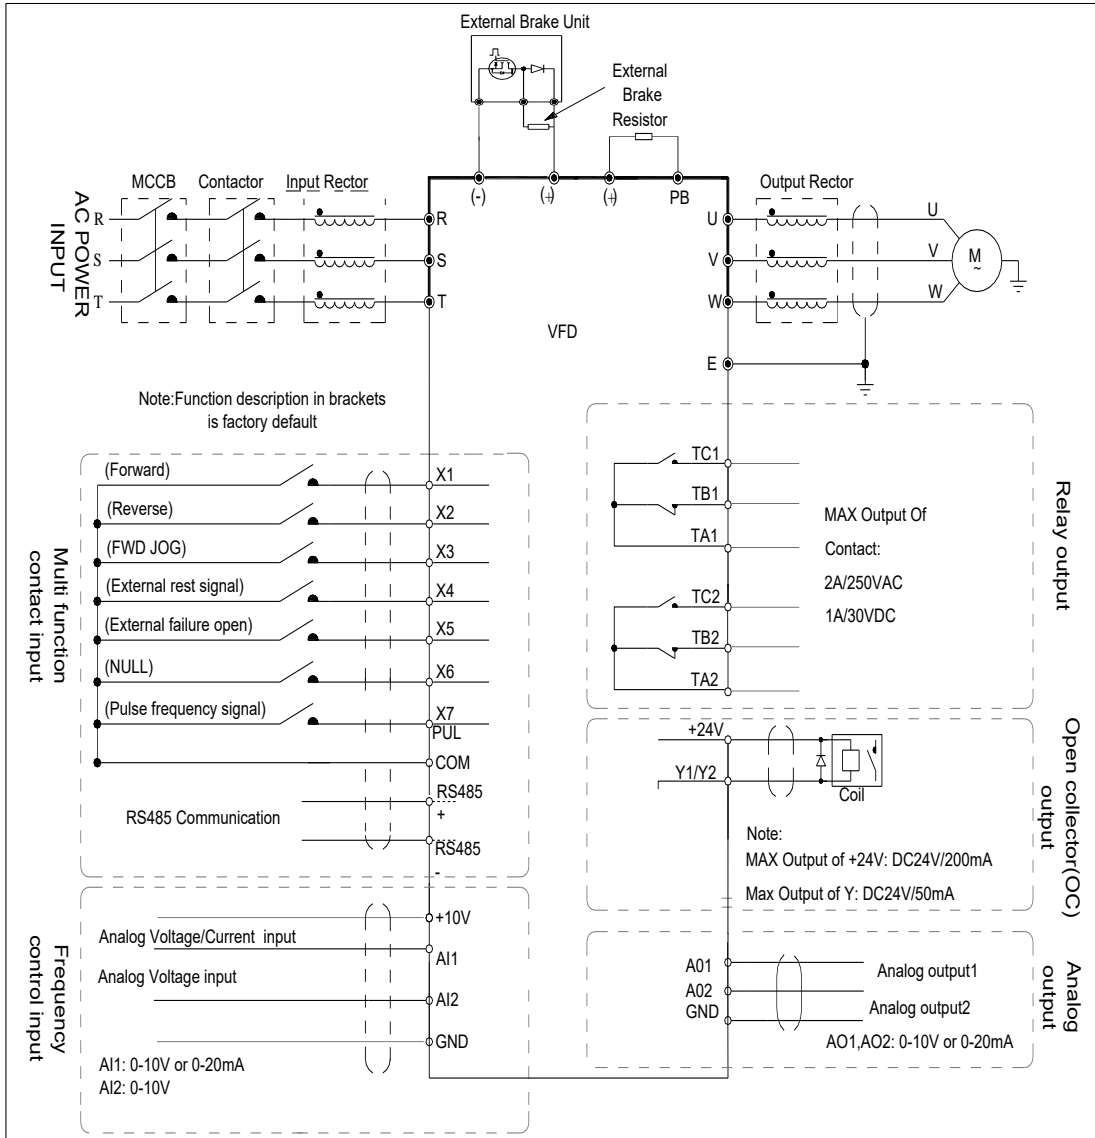 External Brake Unit
External
Brake
Resistor
(-)
(+)
(+)
PB
MCCB
Contactor
Input Rector
Output Rector
AC POWER
INPUT
R
S
T
R
S
T
U
V
W
U
V
W
M
~
VFD
E
Note:Function description in brackets
is factory default
Multi function
contact input
(Forward)
X1
(Reverse)
X2
(FWD JOG)
X3
(External rest signal)
X4
(External failure open)
X5
(NULL)
X6
(Pulse frequency signal)
X7
PUL
COM
RS485
+
RS485 Communication
RS485
-
Frequency
control input
+10V
Analog Voltage/Current input
AI1
Analog Voltage input
AI2
GND
AI1: 0-10V or 0-20mA
AI2: 0-10V
Relay output
TC1
TB1
TA1
TC2
TB2
TA2
MAX Output Of
Contact:
2A/250VAC
1A/30VDC
Open collector(OC)
output
+24V
Y1/Y2
Coil
Note:
MAX Output of +24V: DC24V/200mA
Max Output of Y: DC24V/50mA
Analog
output
A01
A02
GND
Analog output1
Analog output2
AO1,AO2: 0-10V or 0-20mA